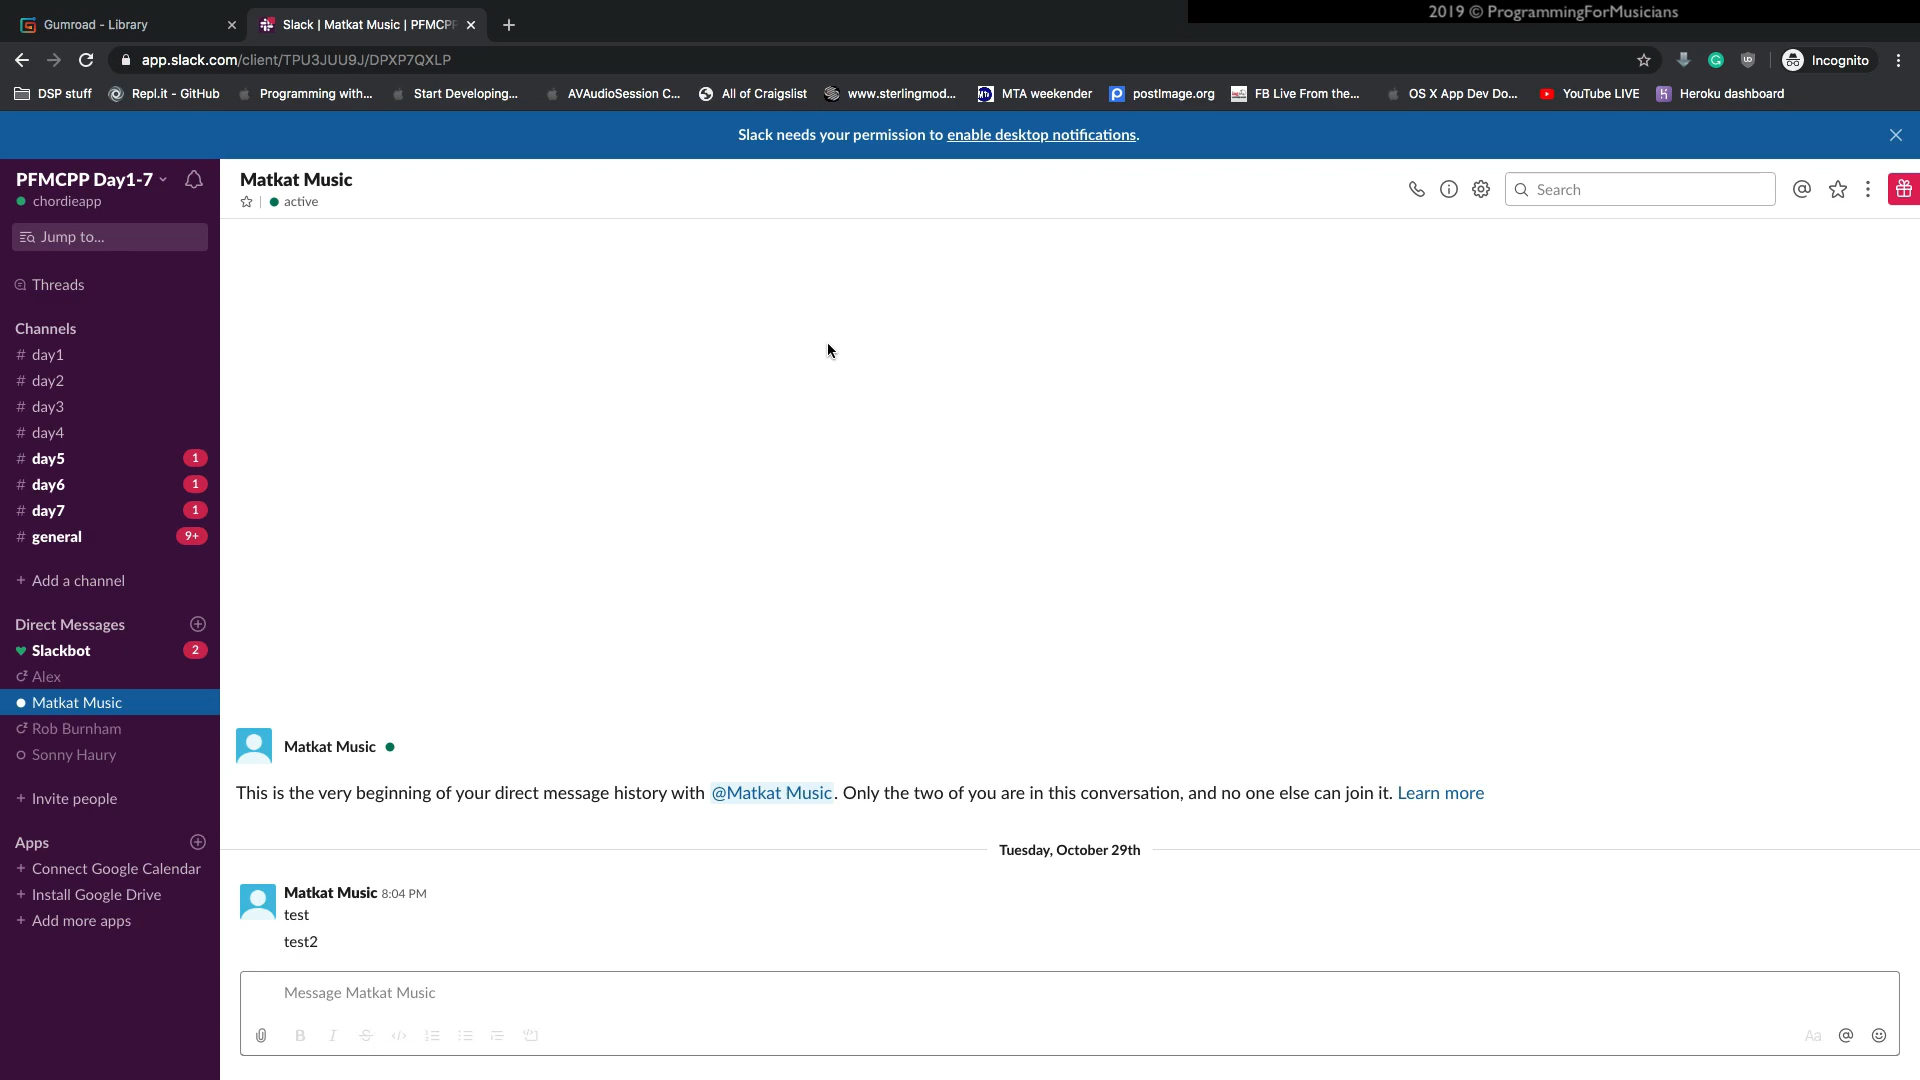 2019 © ProgrammingForMusicians
Gumroad - Library
Slack | Matkat Music | PFMCPP
app.slack.com/client/TPU3JUU9J/DPXP7QXLP
Incognito
DSP stuff
Repl.it - GitHub
Programming with...
Start Developing...
AVAudioSession C...
All of Craigslist
www.sterlingmod...
MTA weekender
postImage.org
FB Live From the...
OS X App Dev Do...
YouTube LIVE
Heroku dashboard
Slack needs your permission to enable desktop notifications.
PFMCPP Day1-7
chordieapp
Jump to...
Threads
Channels
# day1
# day2
# day3
# day4
# day5 1
# day6 1
# day7 1
# general 9+
+ Add a channel
Direct Messages
Slackbot 2
Alex
Matkat Music
Rob Burnham
Sonny Haury
+ Invite people
Apps
+ Connect Google Calendar
+ Install Google Drive
+ Add more apps
Matkat Music
active
Search
Matkat Music
This is the very beginning of your direct message history with @Matkat Music. Only the two of you are in this conversation, and no one else can join it. Learn more
Tuesday, October 29th
Matkat Music 8:04 PM
test
test2
Message Matkat Music
B I S </>
Aa @